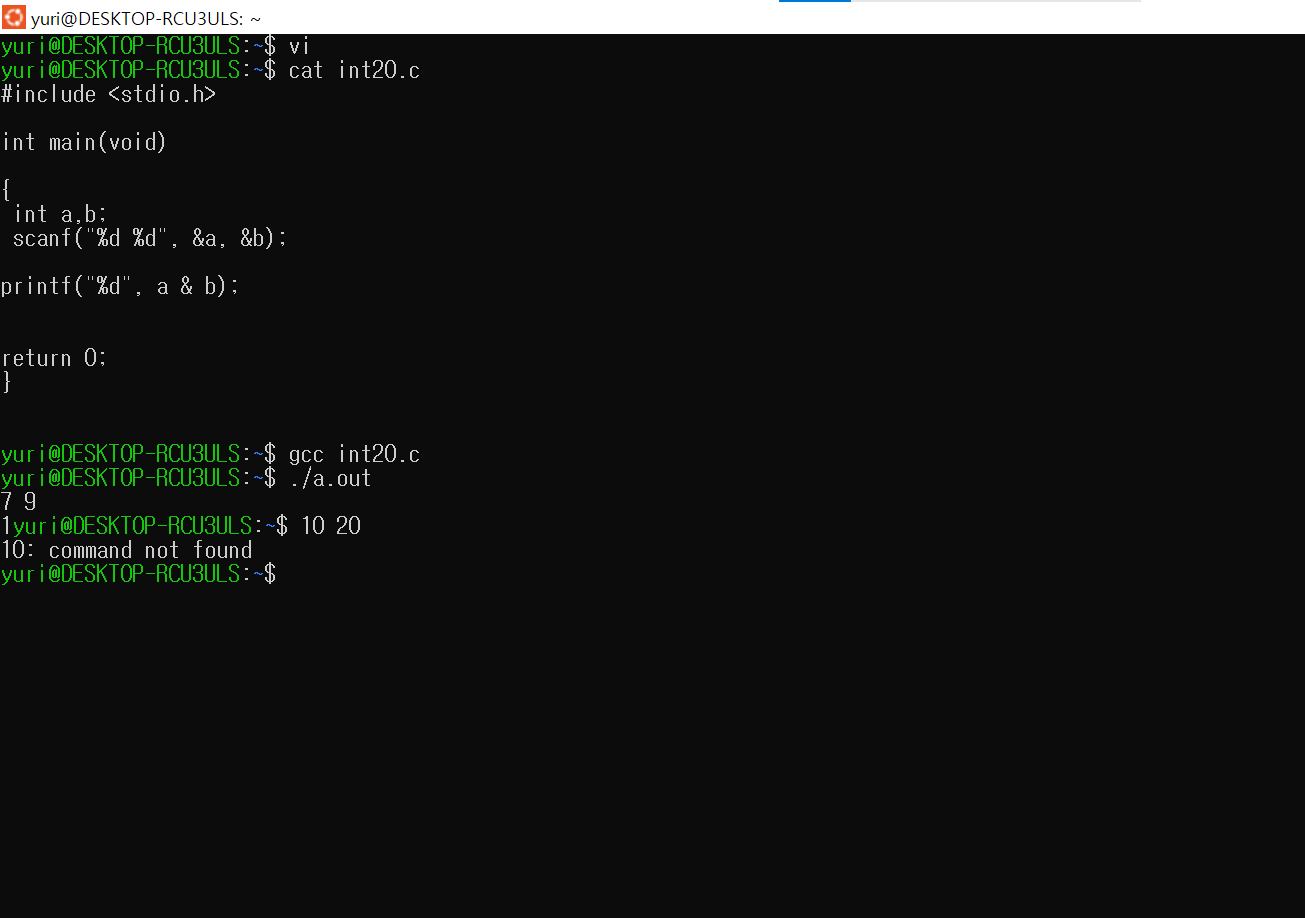 yuri@DESKTOP-RCU3ULS: ~
yuri@DESKTOP-RCU3ULS:~$ vi
yuri@DESKTOP-RCU3ULS:~$ cat int20.c
#include <stdio.h>
int main(void)
{
 int a,b;
 scanf("%d %d", &a, &b);
printf("%d", a & b);
return 0;
}
yuri@DESKTOP-RCU3ULS:~$ gcc int20.c
yuri@DESKTOP-RCU3ULS:~$ ./a.out
7 9
1yuri@DESKTOP-RCU3ULS:~$ 10 20
10: command not found
yuri@DESKTOP-RCU3ULS:~$